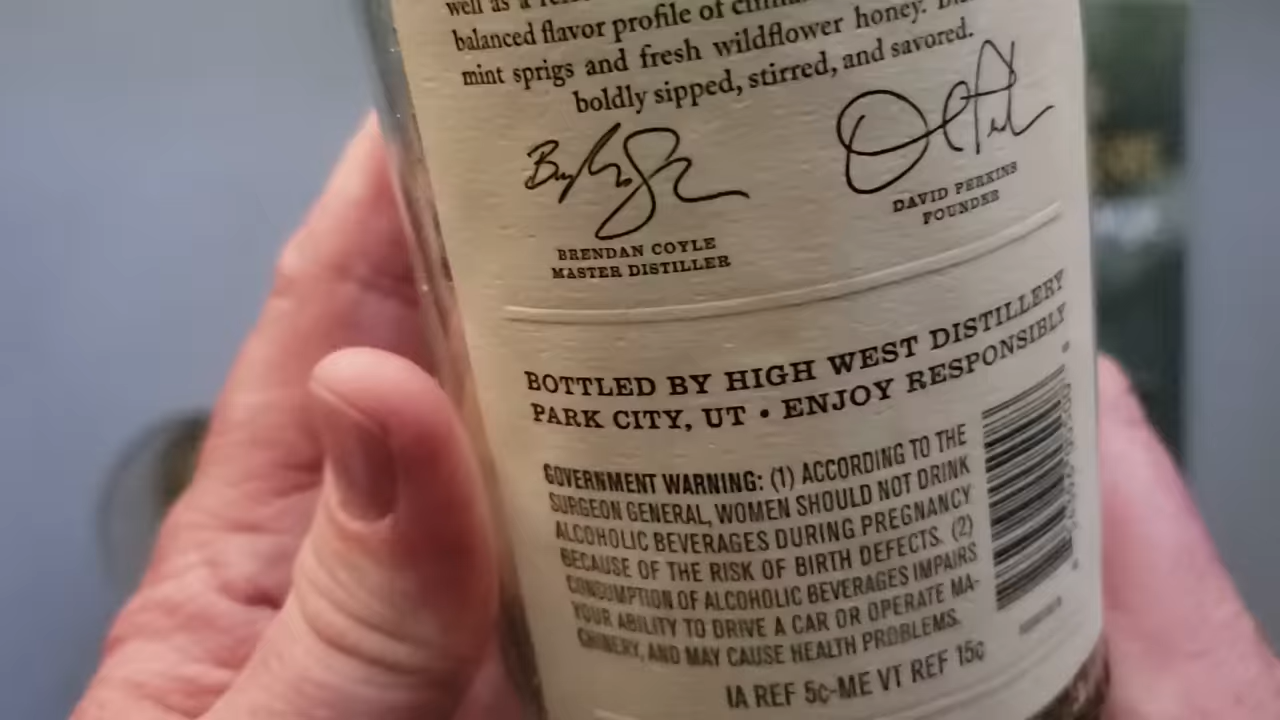 well as a
balanced flavor profile of
mint sprigs and fresh wildflower honey.
boldly sipped, stirred, and savored.
BRENDAN COYLE
MASTER DISTILLER
DAVID PERKINS
FOUNDER
BOTTLED BY HIGH WEST DISTILLERY
PARK CITY, UT • ENJOY RESPONSIBLY
GOVERNMENT WARNING: (1) ACCORDING TO THE
SURGEON GENERAL, WOMEN SHOULD NOT DRINK
ALCOHOLIC BEVERAGES DURING PREGNANCY
BECAUSE OF THE RISK OF BIRTH DEFECTS. (2)
CONSUMPTION OF ALCOHOLIC BEVERAGES IMPAIRS
YOUR ABILITY TO DRIVE A CAR OR OPERATE MA-
CHINERY, AND MAY CAUSE HEALTH PROBLEMS.
IA REF 5¢-ME VT REF 15¢